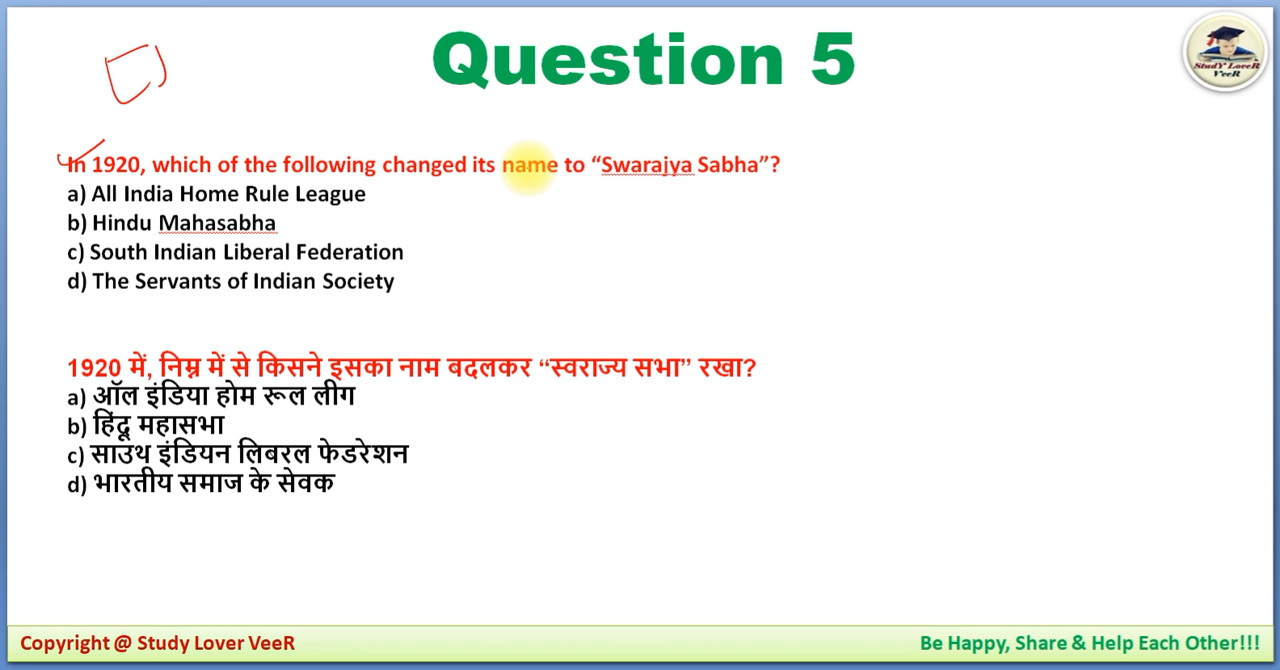 Question 5
StudY LoveR
VeeR
In 1920, which of the following changed its name to “Swarajya Sabha”?
a) All India Home Rule League
b) Hindu Mahasabha
c) South Indian Liberal Federation
d) The Servants of Indian Society
1920 में, निम्न में से किसने इसका नाम बदलकर “स्वराज्य सभा” रखा?
a) ऑल इंडिया होम रूल लीग
b) हिंदू महासभा
c) साउथ इंडियन लिबरल फेडरेशन
d) भारतीय समाज के सेवक
Copyright @ Study Lover VeeR
Be Happy, Share & Help Each Other!!!